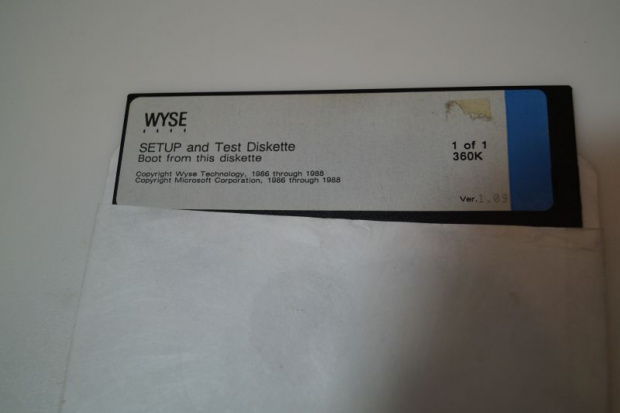 WYSE
SETUP and Test Diskette
Boot from this diskette
1 of 1
360K
Copyright Wyse Technology, 1986 through 1988
Copyright Microsoft Corporation, 1986 through 1988
Ver.1.09